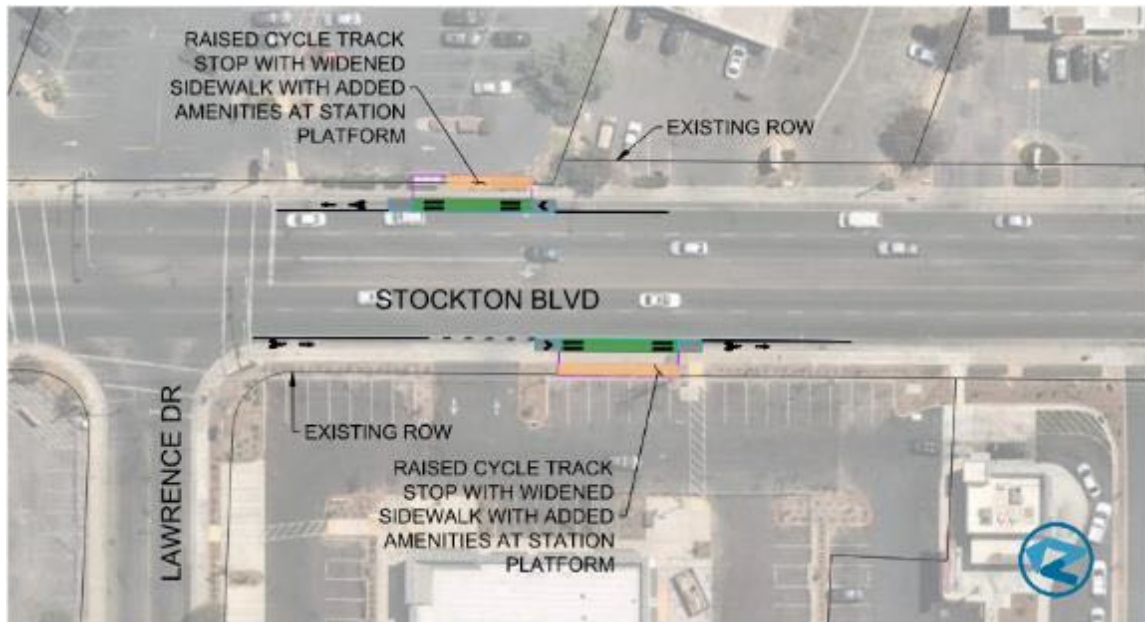 RAISED CYCLE TRACK
STOP WITH WIDENED
SIDEWALK WITH ADDED
AMENITIES AT STATION
PLATFORM
EXISTING ROW
STOCKTON BLVD
LAWRENCE DR
EXISTING ROW
RAISED CYCLE TRACK
STOP WITH WIDENED
SIDEWALK WITH ADDED
AMENITIES AT STATION
PLATFORM